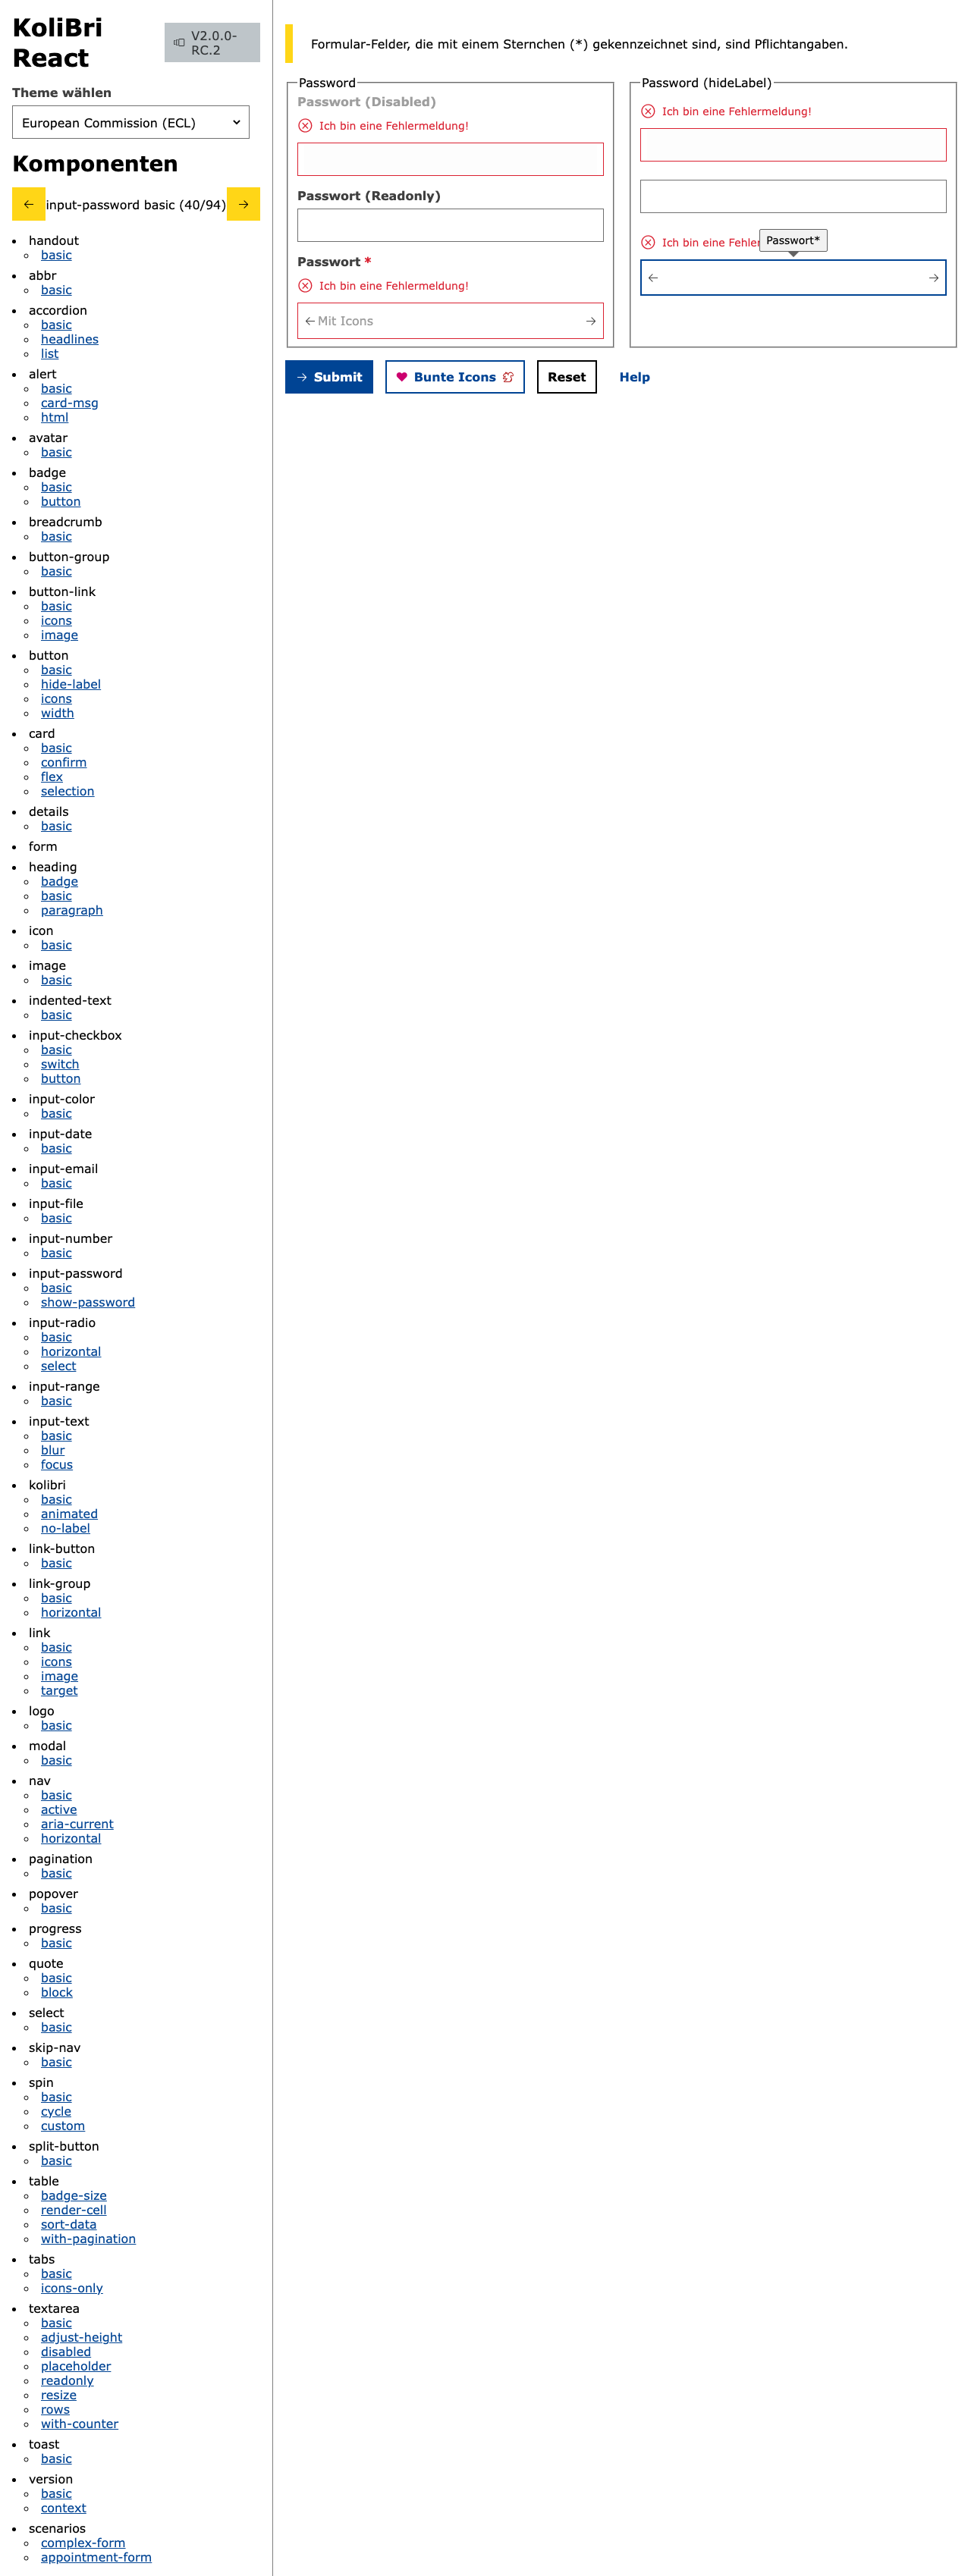 KoliBri
React
V2.0.0-
RC.2
Theme wählen
European Commission (ECL)
Komponenten
input-password basic (40/94)
handout
basic
abbr
basic
accordion
basic
headlines
list
alert
basic
card-msg
html
avatar
basic
badge
basic
button
breadcrumb
basic
button-group
basic
button-link
basic
icons
image
button
basic
hide-label
icons
width
card
basic
confirm
flex
selection
details
basic
form
heading
badge
basic
paragraph
icon
basic
image
basic
indented-text
basic
input-checkbox
basic
switch
button
input-color
basic
input-date
basic
input-email
basic
input-file
basic
input-number
basic
input-password
basic
show-password
input-radio
basic
horizontal
select
input-range
basic
input-text
basic
blur
focus
kolibri
basic
animated
no-label
link-button
basic
link-group
basic
horizontal
link
basic
icons
image
target
logo
basic
modal
basic
nav
basic
active
aria-current
horizontal
pagination
basic
popover
basic
progress
basic
quote
basic
block
select
basic
skip-nav
basic
spin
basic
cycle
custom
split-button
basic
table
badge-size
render-cell
sort-data
with-pagination
tabs
basic
icons-only
textarea
basic
adjust-height
disabled
placeholder
readonly
resize
rows
with-counter
toast
basic
version
basic
context
scenarios
complex-form
appointment-form
Formular-Felder, die mit einem Sternchen (*) gekennzeichnet sind, sind Pflichtangaben.
Password
Passwort (Disabled)
Ich bin eine Fehlermeldung!
Passwort (Readonly)
Passwort *
Ich bin eine Fehlermeldung!
Mit Icons
Password (hideLabel)
Ich bin eine Fehlermeldung!
Ich bin eine Fehler
Passwort*
Submit
Bunte Icons
Reset
Help